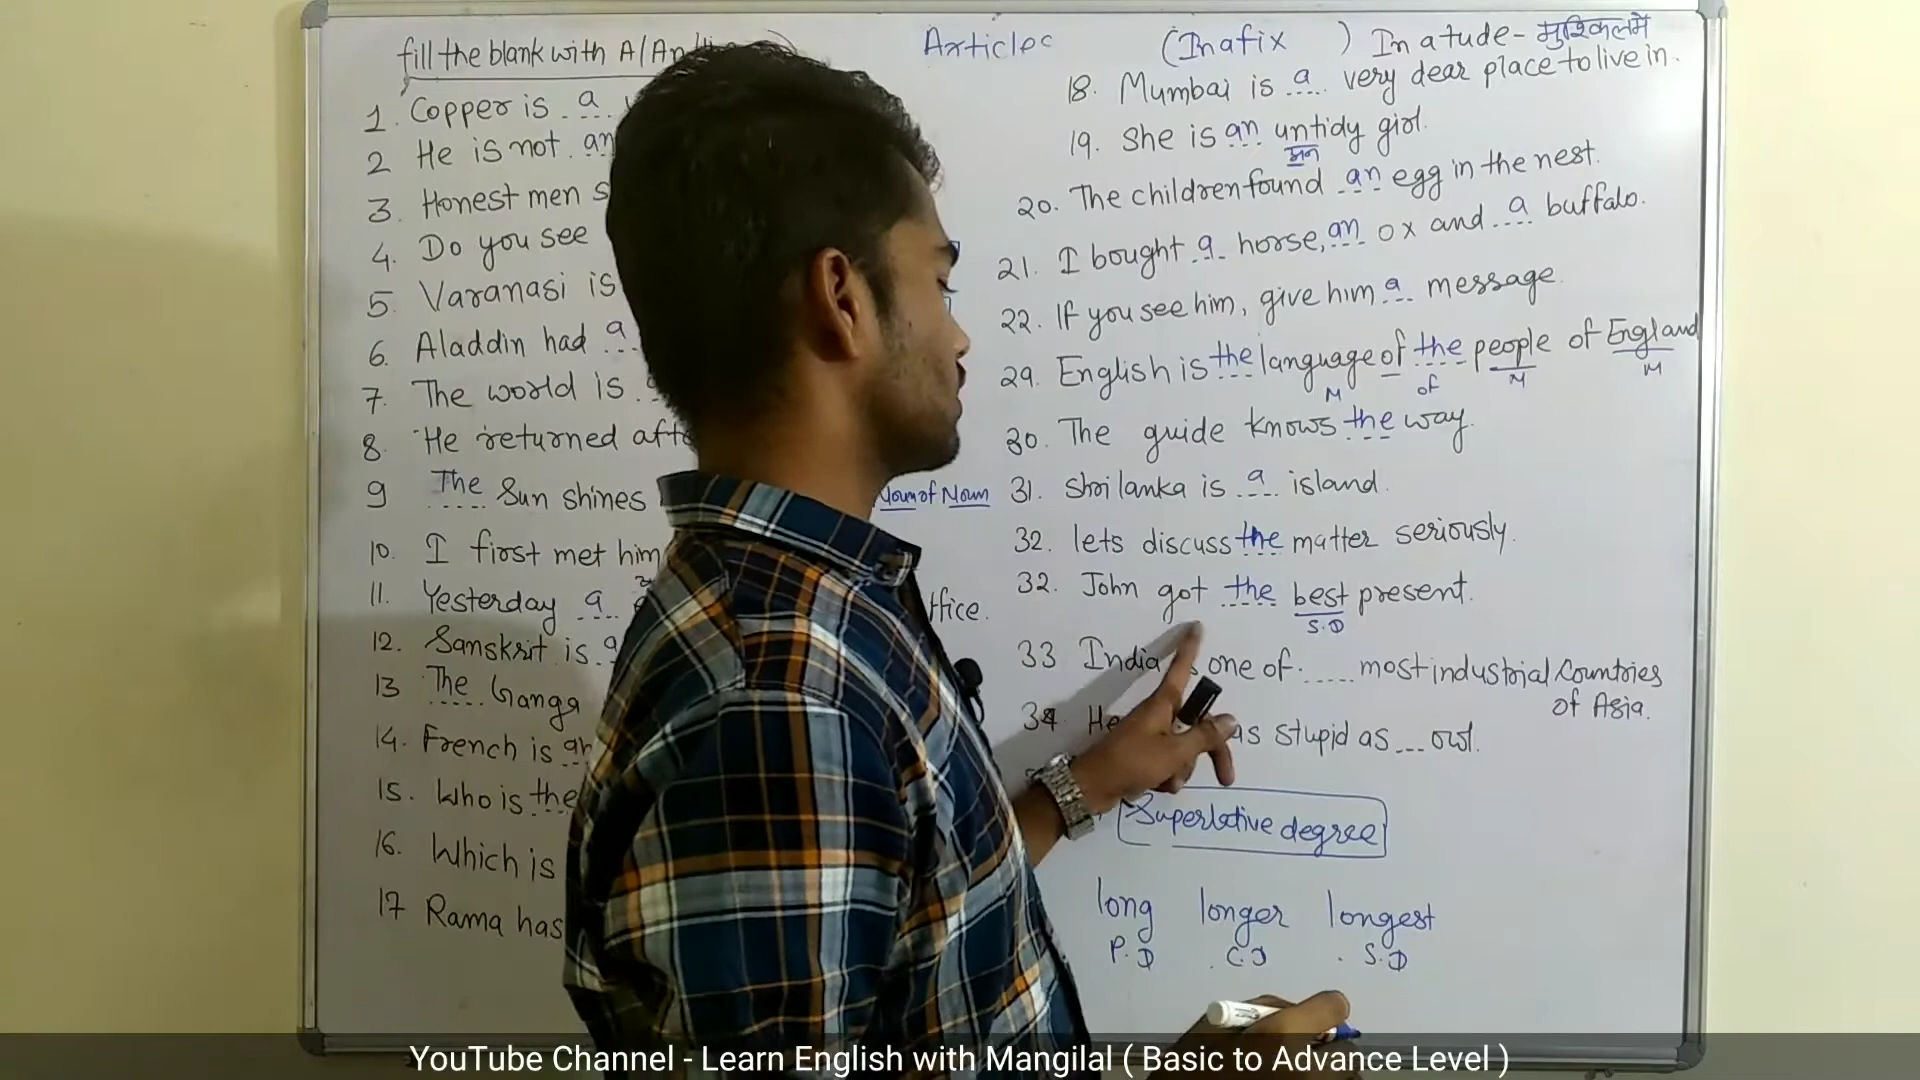 fill the blank with A/An/
Articles
(In a fix ) In a tude- मुश्किल में
1. Copper is a
2 He is not an
3. Honest men s
4. Do you see
5. Varanasi is
6. Aladdin had a
7. The world is
8. He returned afte
9 The Sun shines
Noun of Noun
10. I first met him
11. Yesterday a
ffice.
12. Sanskrit is a
13 The Ganga
14. French is an
15. Who is the
16. Which is
17 Rama has
18. Mumbai is a very dear place to live in.
19. She is an untidy girl.
अन
20. The children found an egg in the nest.
21. I bought a horse, an ox and a buffalo.
22. If you see him, give him a message.
29. English is the language of the people of England
M of M M
30. The guide knows the way.
31. Shri lanka is a island.
32. lets discuss the matter seriously.
32. John got the best present.
S.D
33 India one of ..... most industrial Countries
of Asia.
34. He as stupid as ... owl.
Superlative degree
long longer longest
P.D . C.D . S.D
YouTube Channel - Learn English with Mangilal ( Basic to Advance Level )